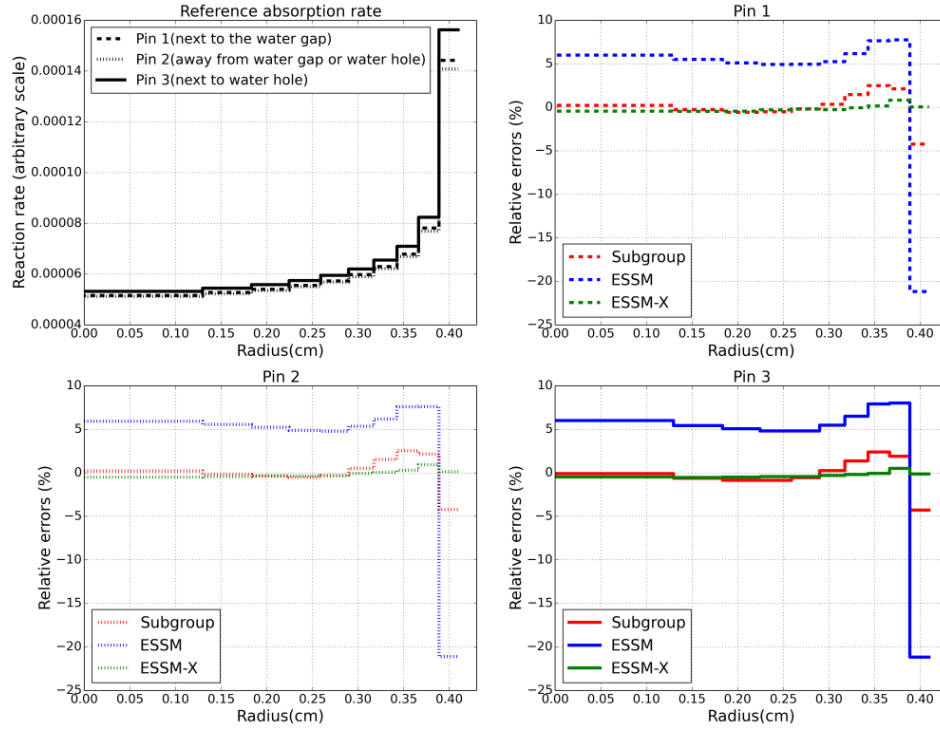 Reference absorption rate
Reaction rate (arbitrary scale)
0.00016
0.00014
0.00012
0.00010
0.00008
0.00006
0.00004
Pin 1(next to the water gap)
Pin 2(away from water gap or water hole)
Pin 3(next to water hole)
0.00 0.05 0.10 0.15 0.20 0.25 0.30 0.35 0.40
Radius(cm)
Pin 1
Relative errors (%)
10
5
0
−5
−10
−15
−20
−25
Subgroup
ESSM
ESSM-X
0.00 0.05 0.10 0.15 0.20 0.25 0.30 0.35 0.40
Radius(cm)
Pin 2
Relative errors (%)
10
5
0
−5
−10
−15
−20
−25
Subgroup
ESSM
ESSM-X
0.00 0.05 0.10 0.15 0.20 0.25 0.30 0.35 0.40
Radius(cm)
Pin 3
Relative errors (%)
10
5
0
−5
−10
−15
−20
−25
Subgroup
ESSM
ESSM-X
0.00 0.05 0.10 0.15 0.20 0.25 0.30 0.35 0.40
Radius(cm)